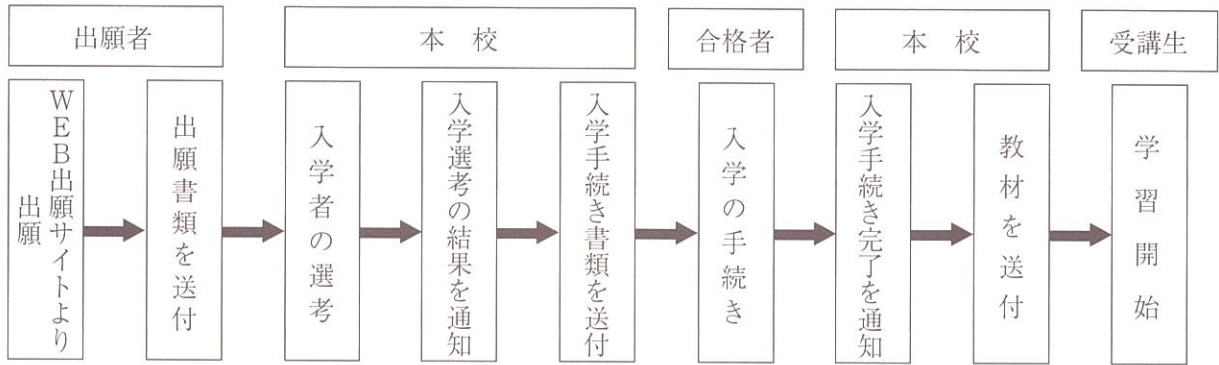 出願者
本 校
合格者
本 校
受講生
WEB出願サイトより
出願
出願書類を送付
入学者の選考
入学選考の結果を通知
入学手続き書類を送付
入学の手続き
入学手続き完了を通知
教材を送付
学習開始